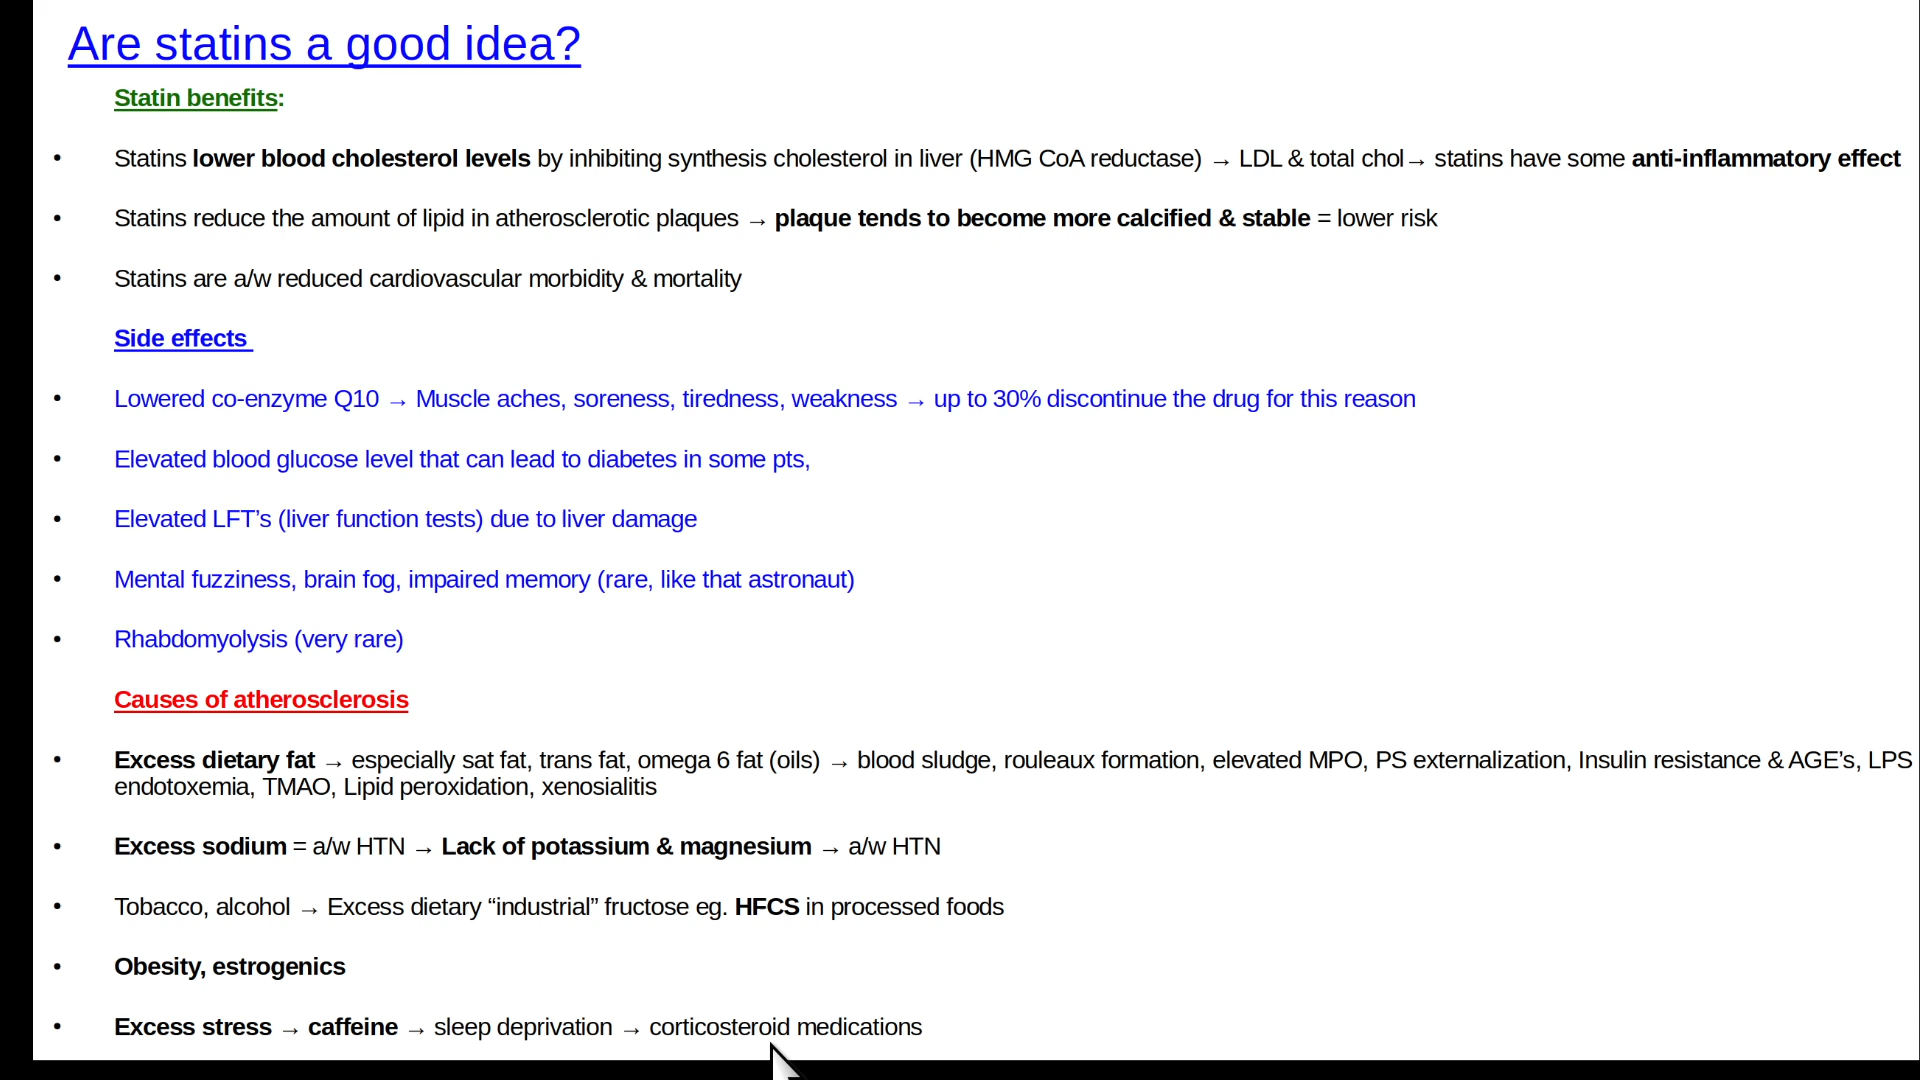 Are statins a good idea?
Statin benefits:
• Statins lower blood cholesterol levels by inhibiting synthesis cholesterol in liver (HMG CoA reductase) → LDL & total chol→ statins have some anti-inflammatory effect
• Statins reduce the amount of lipid in atherosclerotic plaques → plaque tends to become more calcified & stable = lower risk
• Statins are a/w reduced cardiovascular morbidity & mortality
Side effects
• Lowered co-enzyme Q10 → Muscle aches, soreness, tiredness, weakness → up to 30% discontinue the drug for this reason
• Elevated blood glucose level that can lead to diabetes in some pts,
• Elevated LFT’s (liver function tests) due to liver damage
• Mental fuzziness, brain fog, impaired memory (rare, like that astronaut)
• Rhabdomyolysis (very rare)
Causes of atherosclerosis
• Excess dietary fat → especially sat fat, trans fat, omega 6 fat (oils) → blood sludge, rouleaux formation, elevated MPO, PS externalization, Insulin resistance & AGE’s, LPS
endotoxemia, TMAO, Lipid peroxidation, xenosialitis
• Excess sodium = a/w HTN → Lack of potassium & magnesium → a/w HTN
• Tobacco, alcohol → Excess dietary “industrial” fructose eg. HFCS in processed foods
• Obesity, estrogenics
• Excess stress → caffeine → sleep deprivation → corticosteroid medications